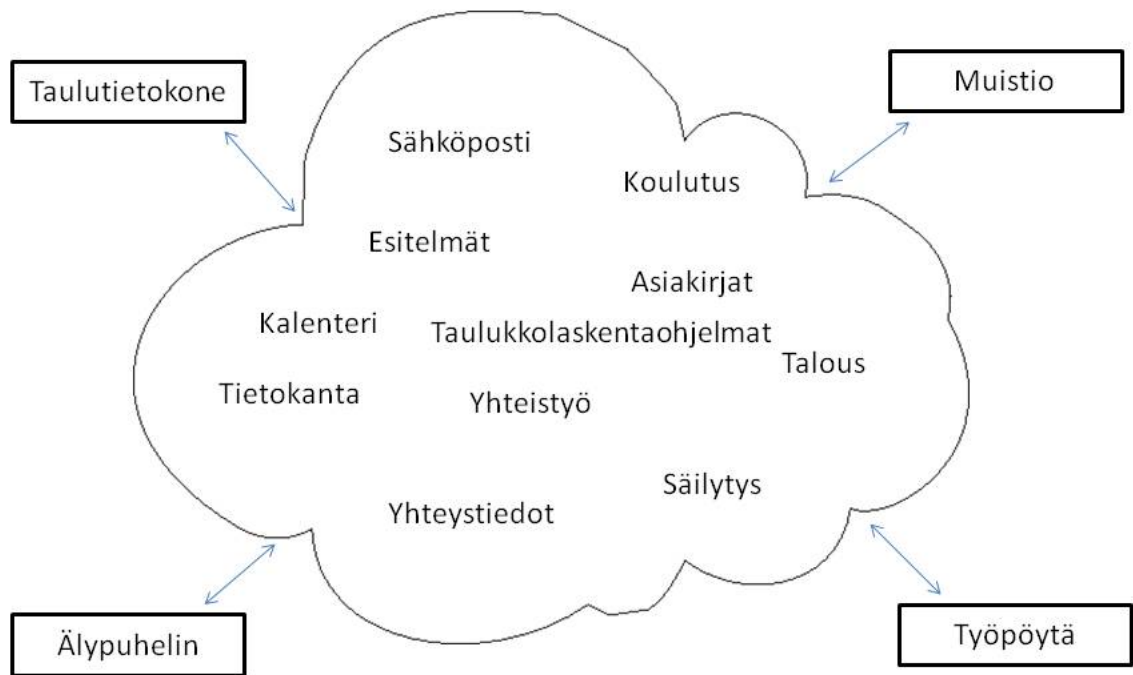 Taulutietokone
Muistio
Sähköposti
Koulutus
Esitelmät
Asiakirjat
Kalenteri
Taulukkolaskentaohjelmat
Talous
Tietokanta
Yhteistyö
Säilytys
Yhteystiedot
Älypuhelin
Työpöytä